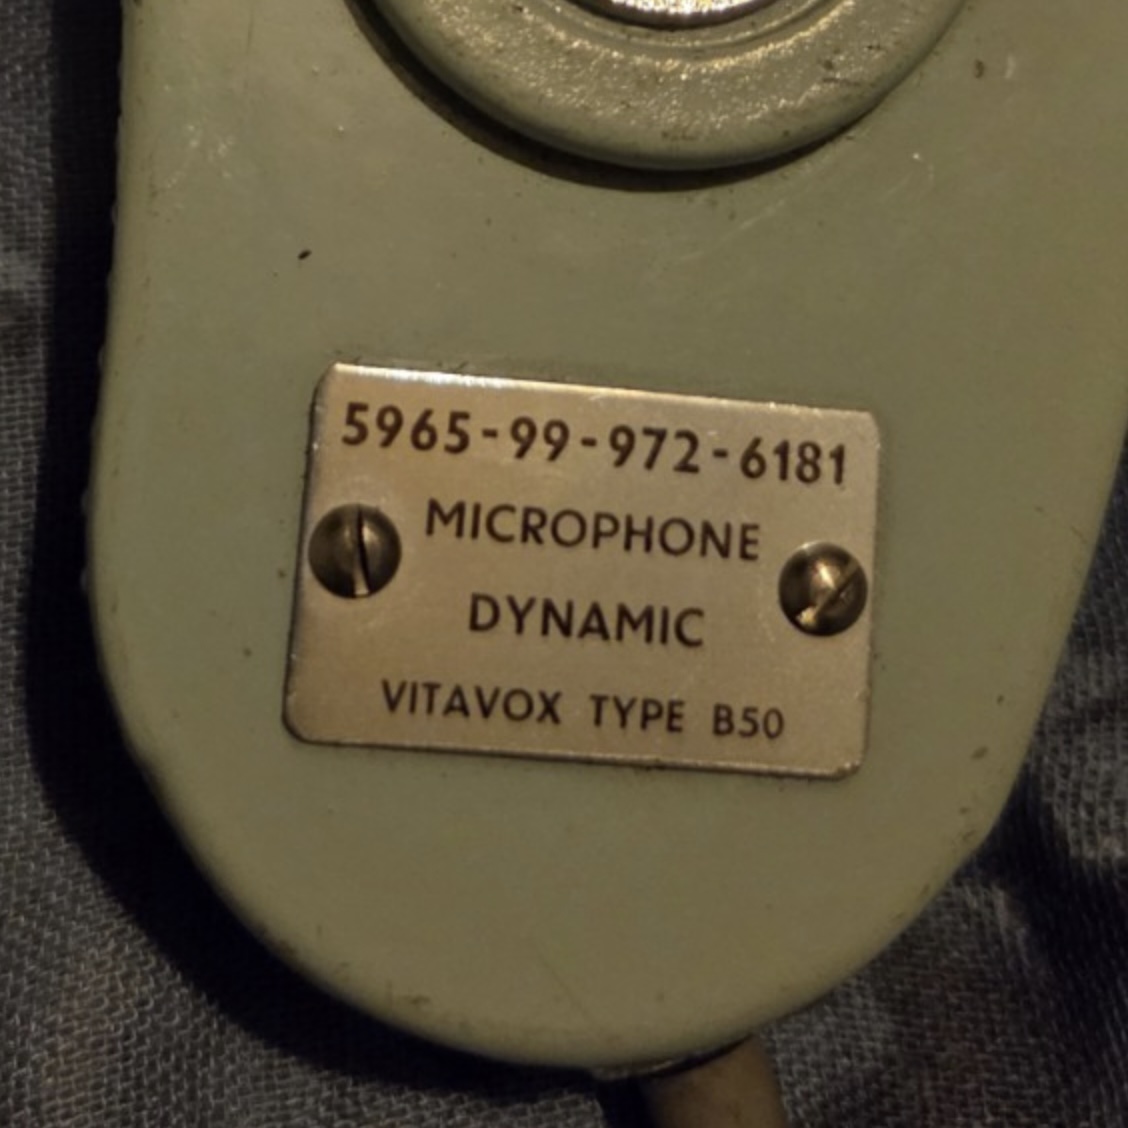 5965-99-972-6181
MICROPHONE
DYNAMIC
VITAVOX TYPE B50